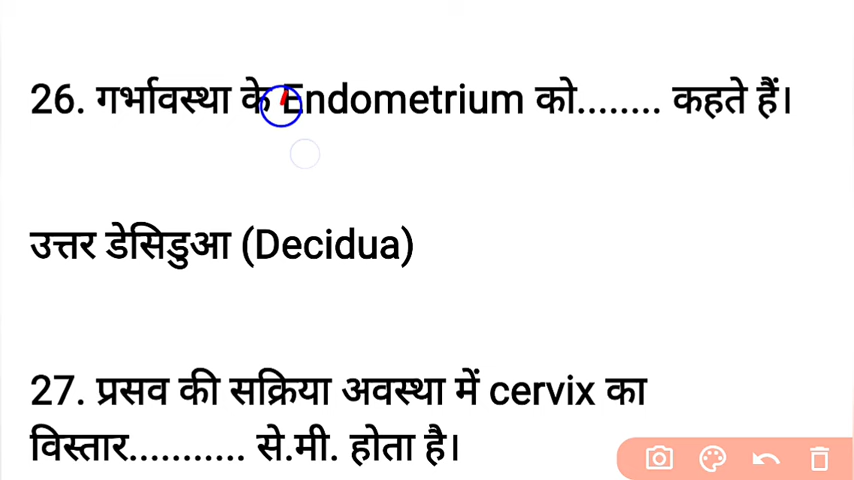 26. गर्भावस्था के Endometrium को........ कहते हैं।
उत्तर डेसिडुआ (Decidua)
27. प्रसव की सक्रिया अवस्था में cervix का
विस्तार........... से.मी. होता है।